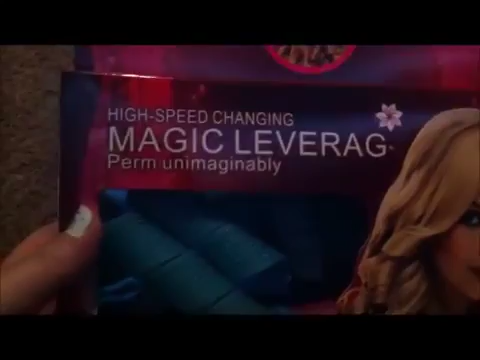 HIGH-SPEED CHANGING
MAGIC LEVERAG
Perm unimaginably